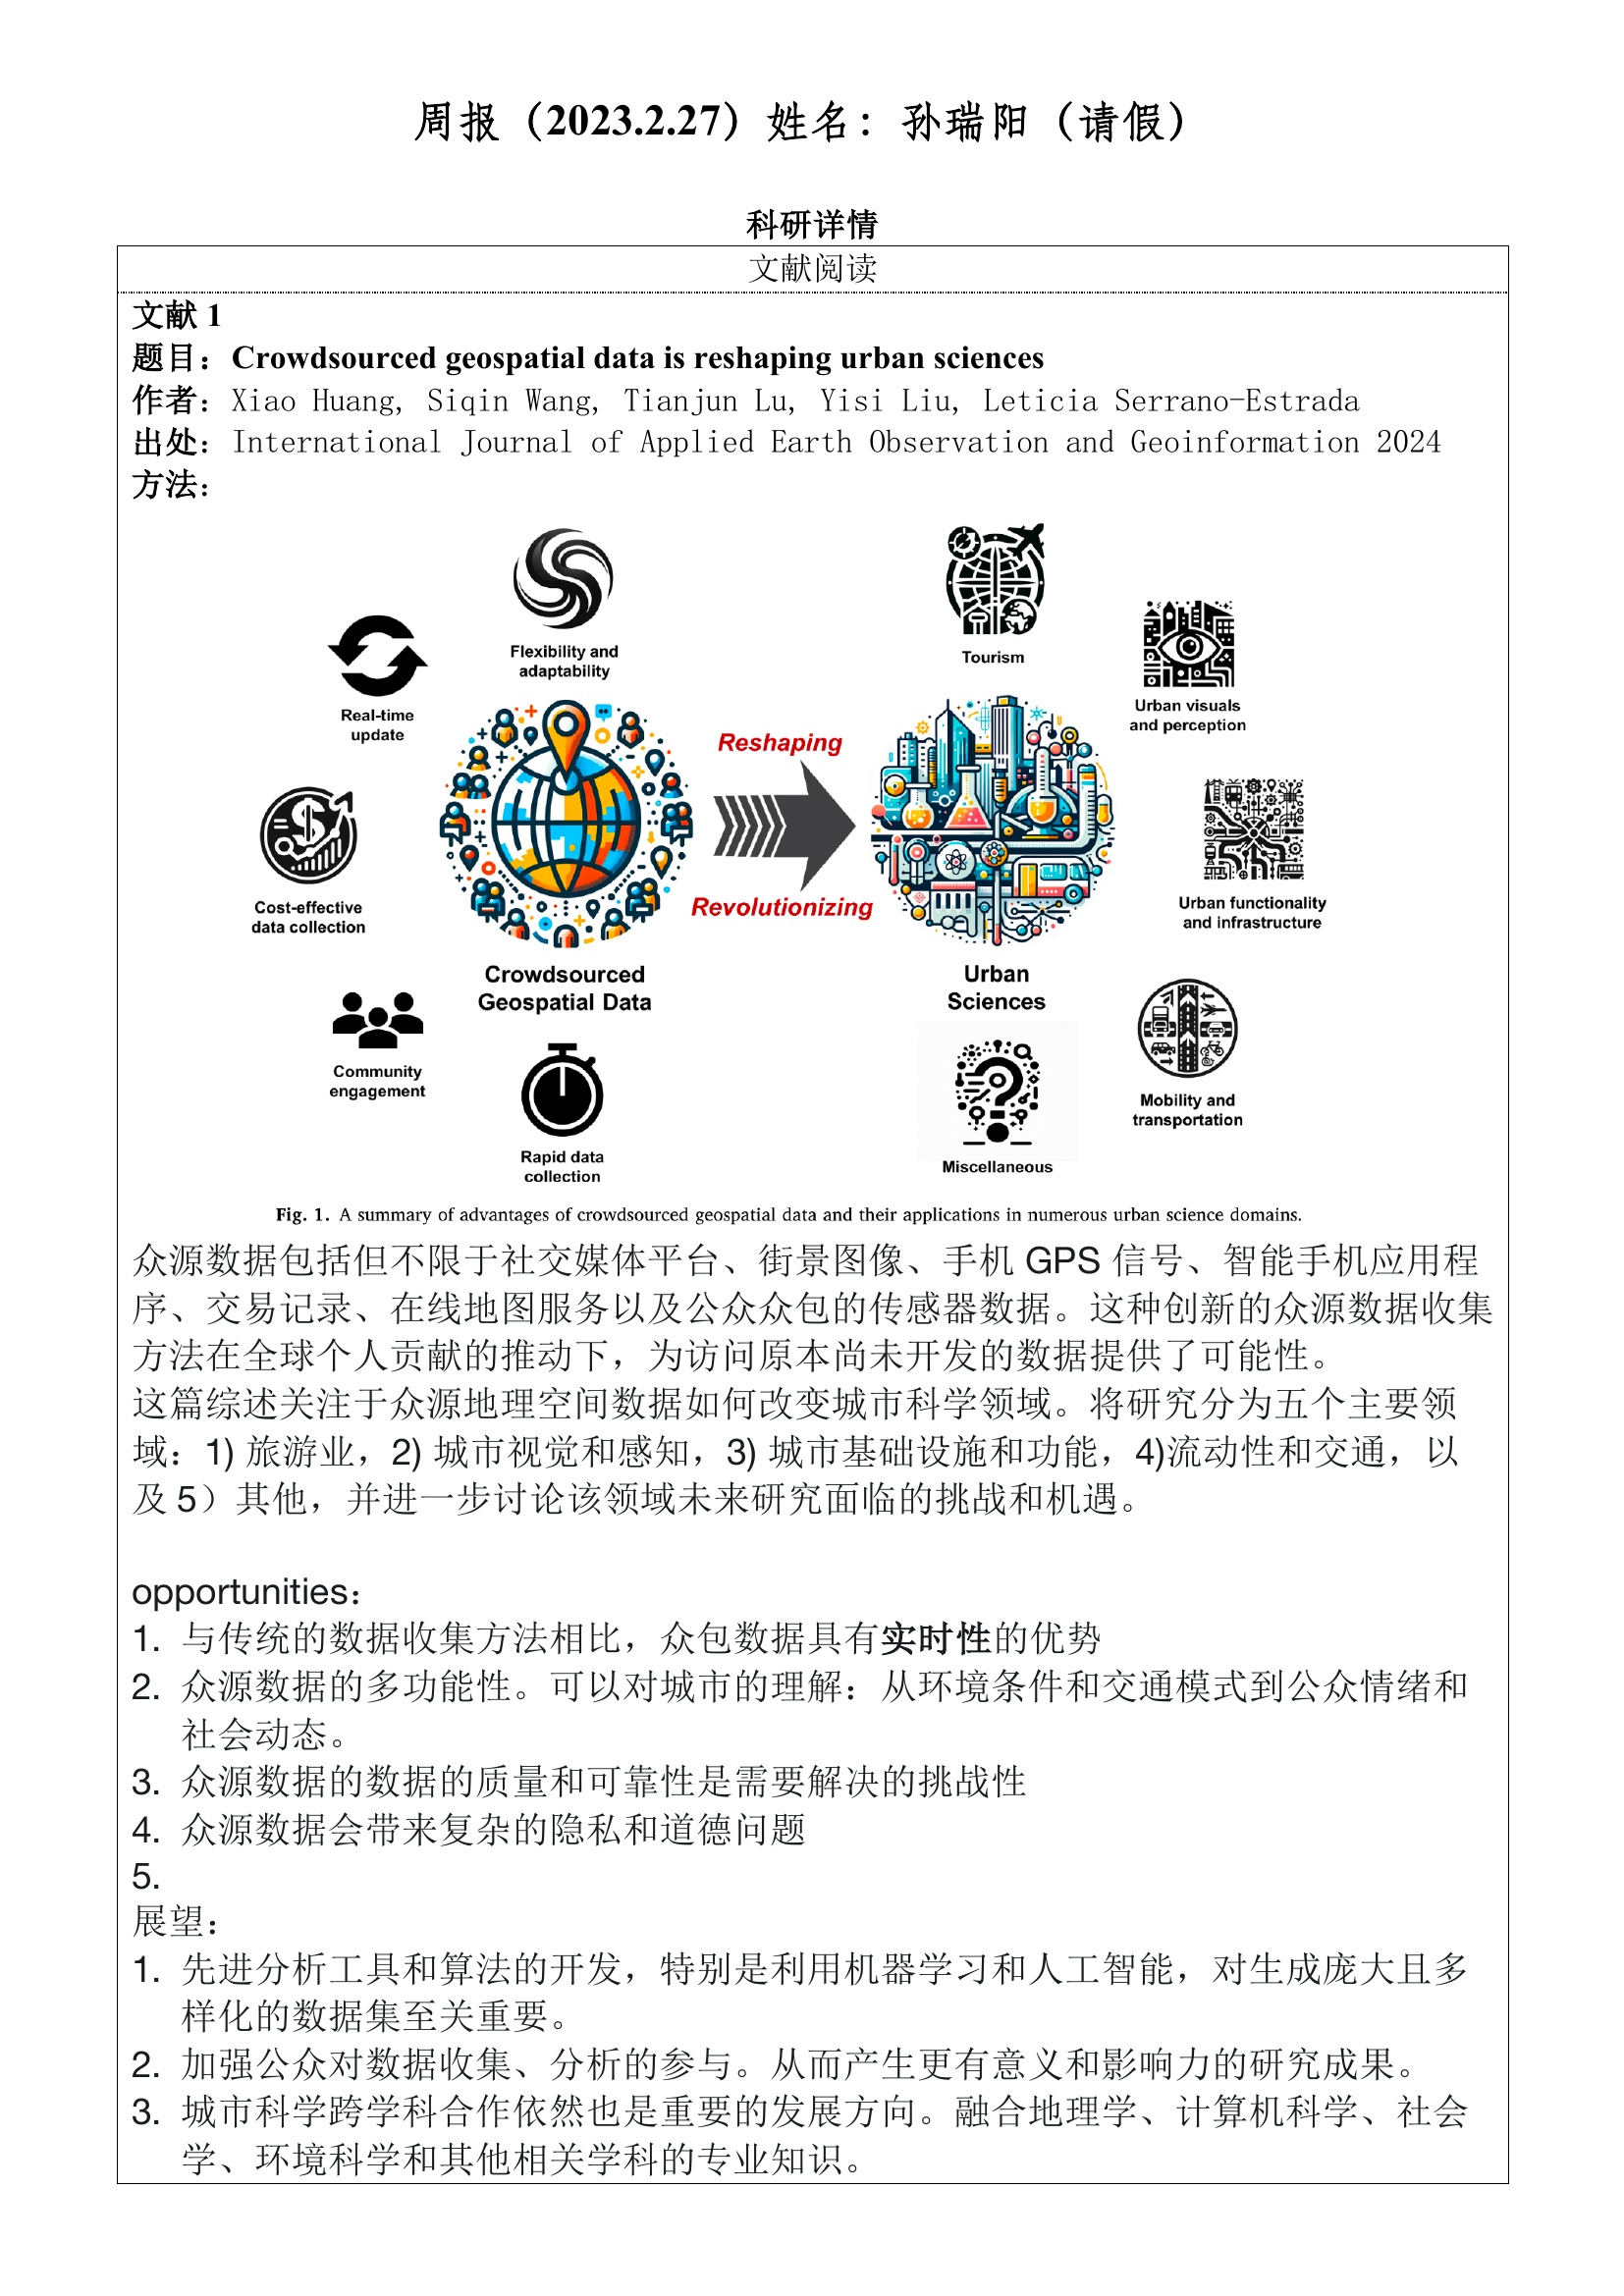 周报（2023.2.27）姓名：孙瑞阳（请假）
科研详情
文献阅读
文献 1
题目：Crowdsourced geospatial data is reshaping urban sciences
作者：Xiao Huang, Siqin Wang, Tianjun Lu, Yisi Liu, Leticia Serrano-Estrada
出处：International Journal of Applied Earth Observation and Geoinformation 2024
方法：
Flexibility and
adaptability
Real-time
update
Cost-effective
data collection
Community
engagement
Rapid data
collection
Crowdsourced
Geospatial Data
Reshaping
Revolutionizing
Urban
Sciences
Tourism
Urban visuals
and perception
Urban functionality
and infrastructure
Mobility and
transportation
Miscellaneous
Fig. 1. A summary of advantages of crowdsourced geospatial data and their applications in numerous urban science domains.
众源数据包括但不限于社交媒体平台、街景图像、手机 GPS 信号、智能手机应用程
序、交易记录、在线地图服务以及公众众包的传感器数据。这种创新的众源数据收集
方法在全球个人贡献的推动下，为访问原本尚未开发的数据提供了可能性。
这篇综述关注于众源地理空间数据如何改变城市科学领域。将研究分为五个主要领
域：1) 旅游业，2) 城市视觉和感知，3) 城市基础设施和功能，4)流动性和交通，以
及 5）其他，并进一步讨论该领域未来研究面临的挑战和机遇。
opportunities：
1. 与传统的数据收集方法相比，众包数据具有实时性的优势
2. 众源数据的多功能性。可以对城市的理解：从环境条件和交通模式到公众情绪和
社会动态。
3. 众源数据的数据的质量和可靠性是需要解决的挑战性
4. 众源数据会带来复杂的隐私和道德问题
5.
展望：
1. 先进分析工具和算法的开发，特别是利用机器学习和人工智能，对生成庞大且多
样化的数据集至关重要。
2. 加强公众对数据收集、分析的参与。从而产生更有意义和影响力的研究成果。
3. 城市科学跨学科合作依然也是重要的发展方向。融合地理学、计算机科学、社会
学、环境科学和其他相关学科的专业知识。